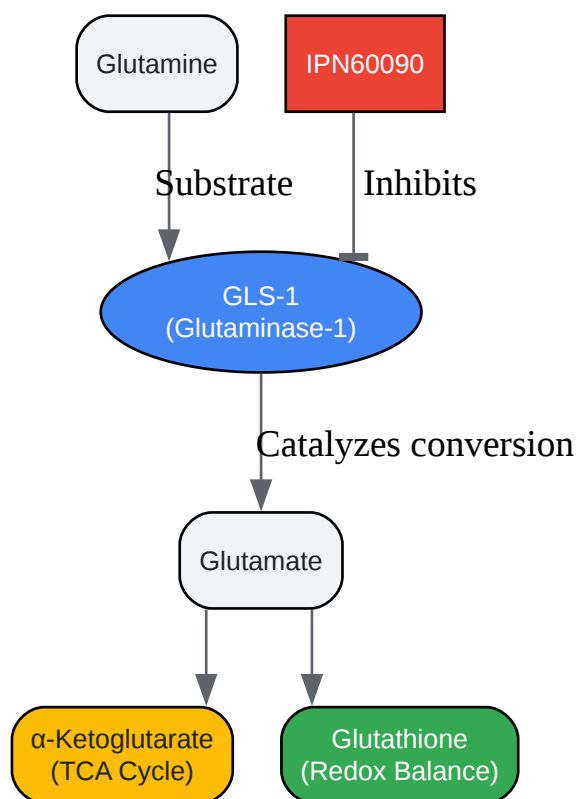 Glutamine
IPN60090
Substrate
Inhibits
GLS-1
(Glutaminase-1)
Catalyzes conversion
Glutamate
α-Ketoglutarate
(TCA Cycle)
Glutathione
(Redox Balance)